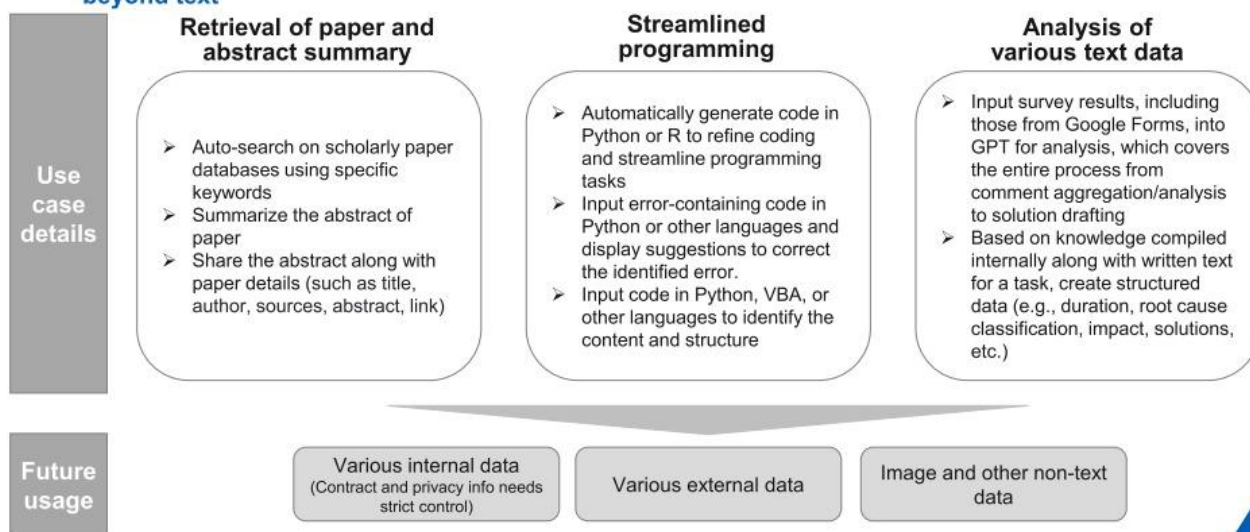 beyond text
Retrieval of paper and
abstract summary
Streamlined
programming
Analysis of
various text data
Use
case
details
➤ Auto-search on scholarly paper
databases using specific
keywords
➤ Summarize the abstract of
paper
➤ Share the abstract along with
paper details (such as title,
author, sources, abstract, link)
➤ Automatically generate code in
Python or R to refine coding
and streamline programming
tasks
➤ Input error-containing code in
Python or other languages and
display suggestions to correct
the identified error.
➤ Input code in Python, VBA, or
other languages to identify the
content and structure
➤ Input survey results, including
those from Google Forms, into
GPT for analysis, which covers
the entire process from
comment aggregation/analysis
to solution drafting
➤ Based on knowledge compiled
internally along with written text
for a task, create structured
data (e.g., duration, root cause
classification, impact, solutions,
etc.)
Future
usage
Various internal data
(Contract and privacy info needs
strict control)
Various external data
Image and other non-text
data